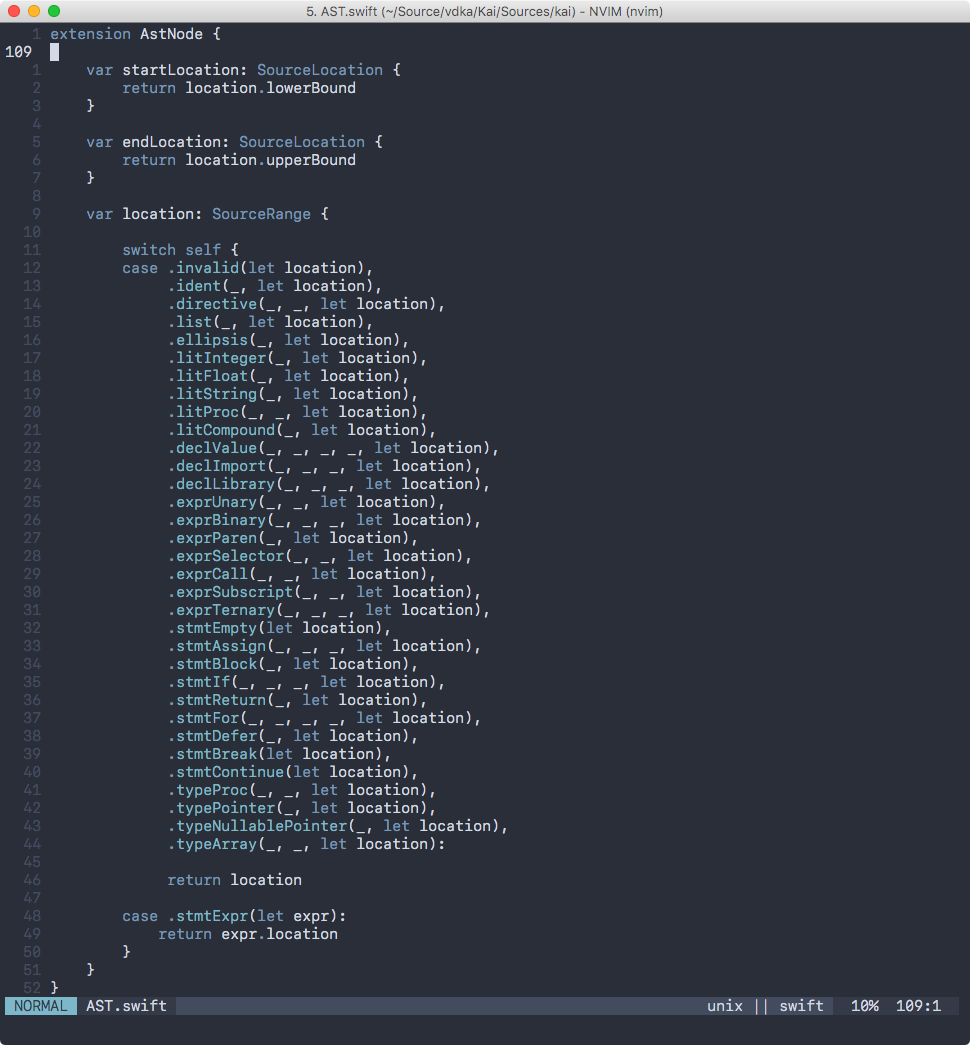 5. AST.swift (~/Source/vdka/Kai/Sources/kai) - NVIM (nvim)
1 extension AstNode {
109
1     var startLocation: SourceLocation {
2         return location.lowerBound
3     }
4
5     var endLocation: SourceLocation {
6         return location.upperBound
7     }
8
9     var location: SourceRange {
10
11         switch self {
12         case .invalid(let location),
13              .ident(_, let location),
14              .directive(_, _, let location),
15              .list(_, let location),
16              .ellipsis(_, let location),
17              .litInteger(_, let location),
18              .litFloat(_, let location),
19              .litString(_, let location),
20              .litProc(_, _, let location),
21              .litCompound(_, let location),
22              .declValue(_, _, _, _, let location),
23              .declImport(_, _, _, let location),
24              .declLibrary(_, _, _, let location),
25              .exprUnary(_, _, let location),
26              .exprBinary(_, _, _, let location),
27              .exprParen(_, let location),
28              .exprSelector(_, _, let location),
29              .exprCall(_, _, let location),
30              .exprSubscript(_, _, let location),
31              .exprTernary(_, _, _, let location),
32              .stmtEmpty(let location),
33              .stmtAssign(_, _, _, let location),
34              .stmtBlock(_, let location),
35              .stmtIf(_, _, _, let location),
36              .stmtReturn(_, let location),
37              .stmtFor(_, _, _, _, let location),
38              .stmtDefer(_, let location),
39              .stmtBreak(let location),
40              .stmtContinue(let location),
41              .typeProc(_, _, let location),
42              .typePointer(_, let location),
43              .typeNullablePointer(_, let location),
44              .typeArray(_, _, let location):
45
46              return location
47
48         case .stmtExpr(let expr):
49             return expr.location
50         }
51     }
52 }
NORMAL AST.swift unix || swift 10% 109:1